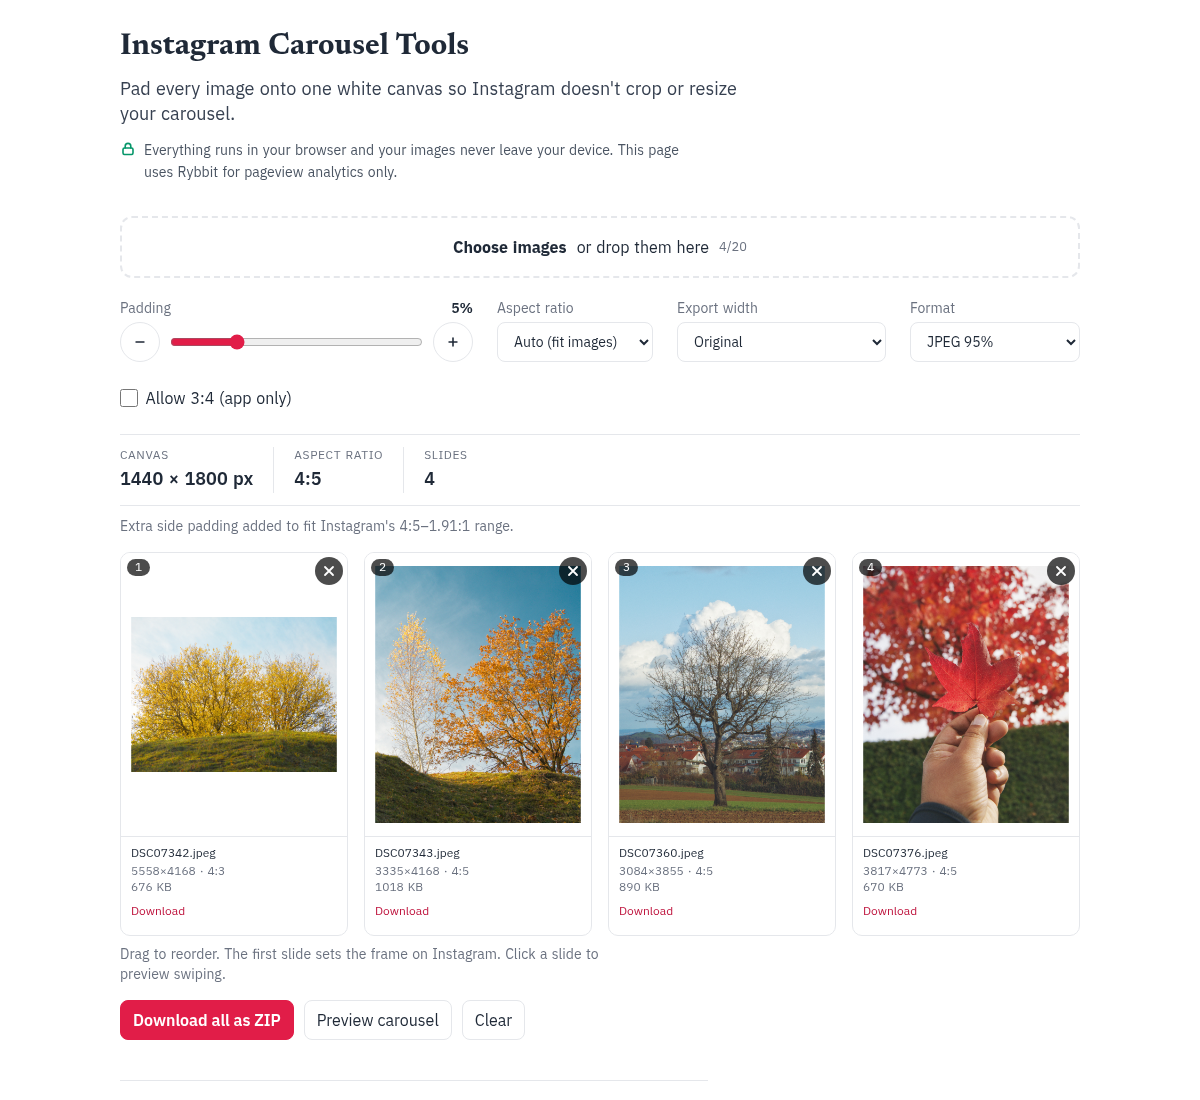 Instagram Carousel Tools
Pad every image onto one white canvas so Instagram doesn't crop or resize
your carousel.
Everything runs in your browser and your images never leave your device. This page
uses Rybbit for pageview analytics only.
Choose images or drop them here 4/20
Padding 5% Aspect ratio Export width Format
− + Auto (fit images) Original JPEG 95%
Allow 3:4 (app only)
CANVAS ASPECT RATIO SLIDES
1440 × 1800 px 4:5 4
Extra side padding added to fit Instagram's 4:5–1.91:1 range.
1 2 3 4
DSC07342.jpeg DSC07343.jpeg DSC07360.jpeg DSC07376.jpeg
5558×4168 · 4:3 3335×4168 · 4:5 3084×3855 · 4:5 3817×4773 · 4:5
676 KB 1018 KB 890 KB 670 KB
Download Download Download Download
Drag to reorder. The first slide sets the frame on Instagram. Click a slide to
preview swiping.
Download all as ZIP Preview carousel Clear